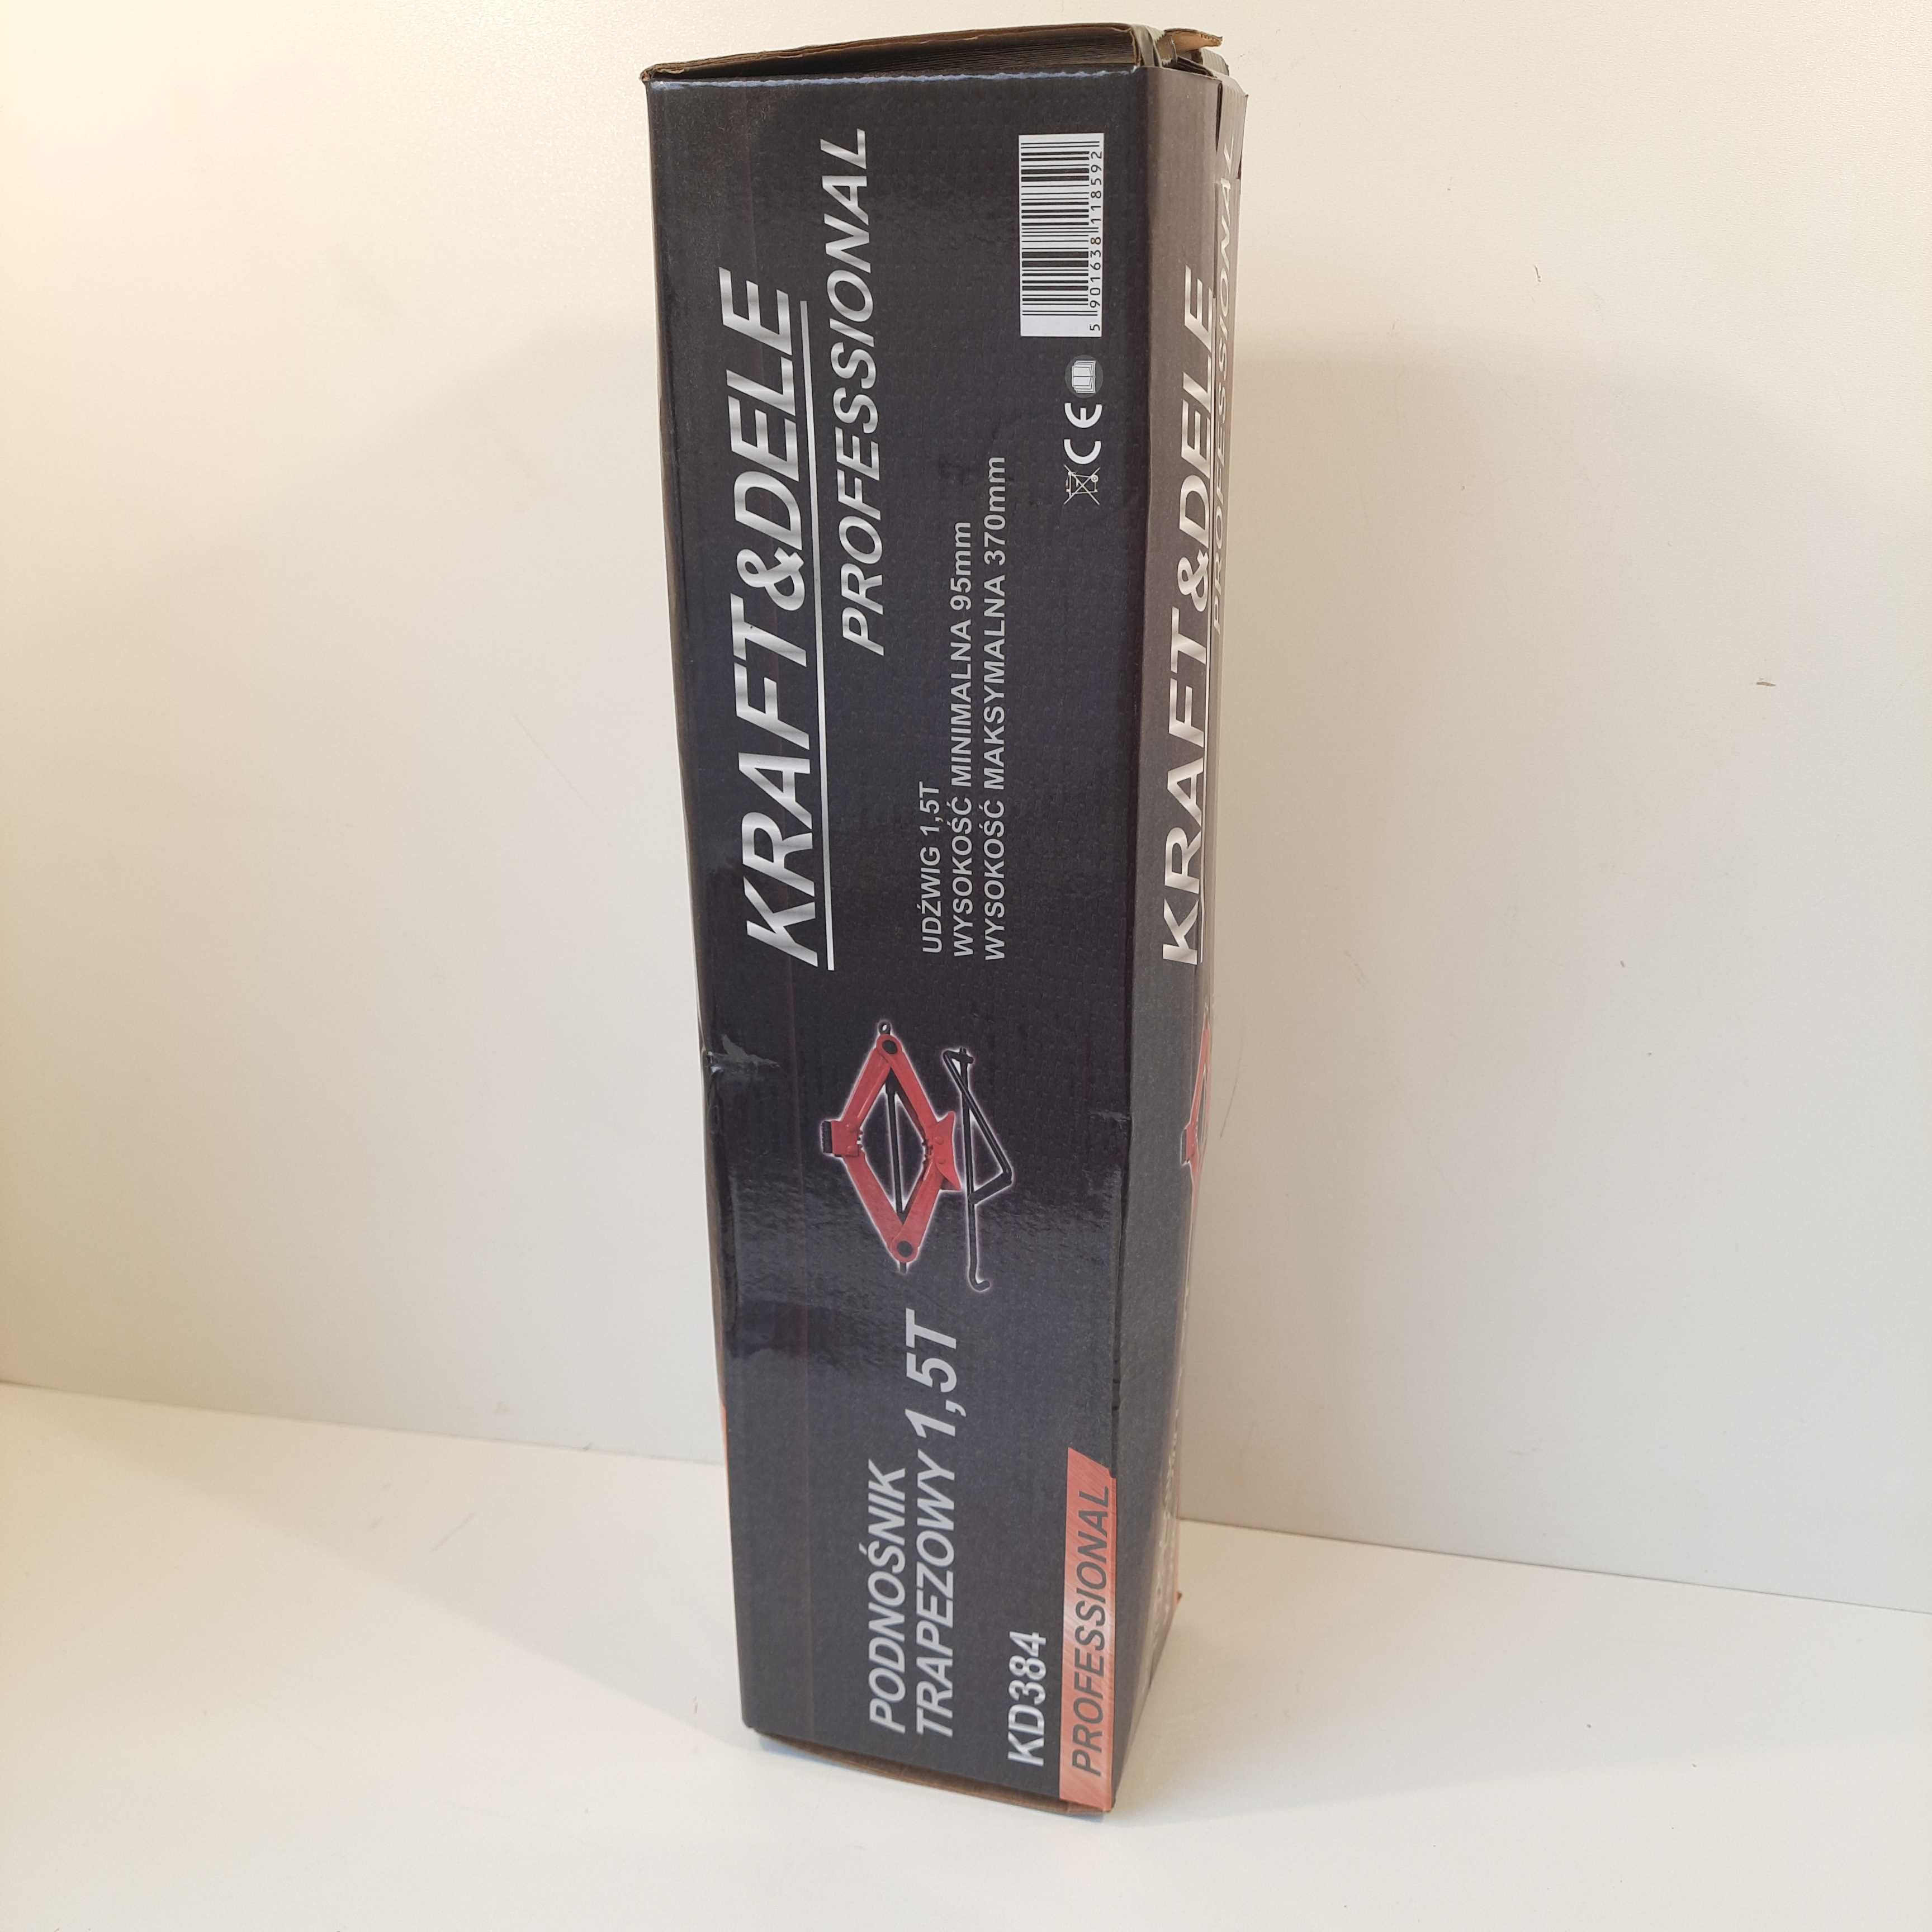 KRAFT&DELE
PROFESSIONAL
UDŹWIG 1,5T
WYSOKOŚĆ MINIMALNA 95mm
WYSOKOŚĆ MAKSYMALNA 370mm
CE
5 901638 118592
PODNOŚNIK
TRAPEZOWY 1,5T
KD384
PROFESSIONAL
KRAFT&DELE
PROFESSIONAL